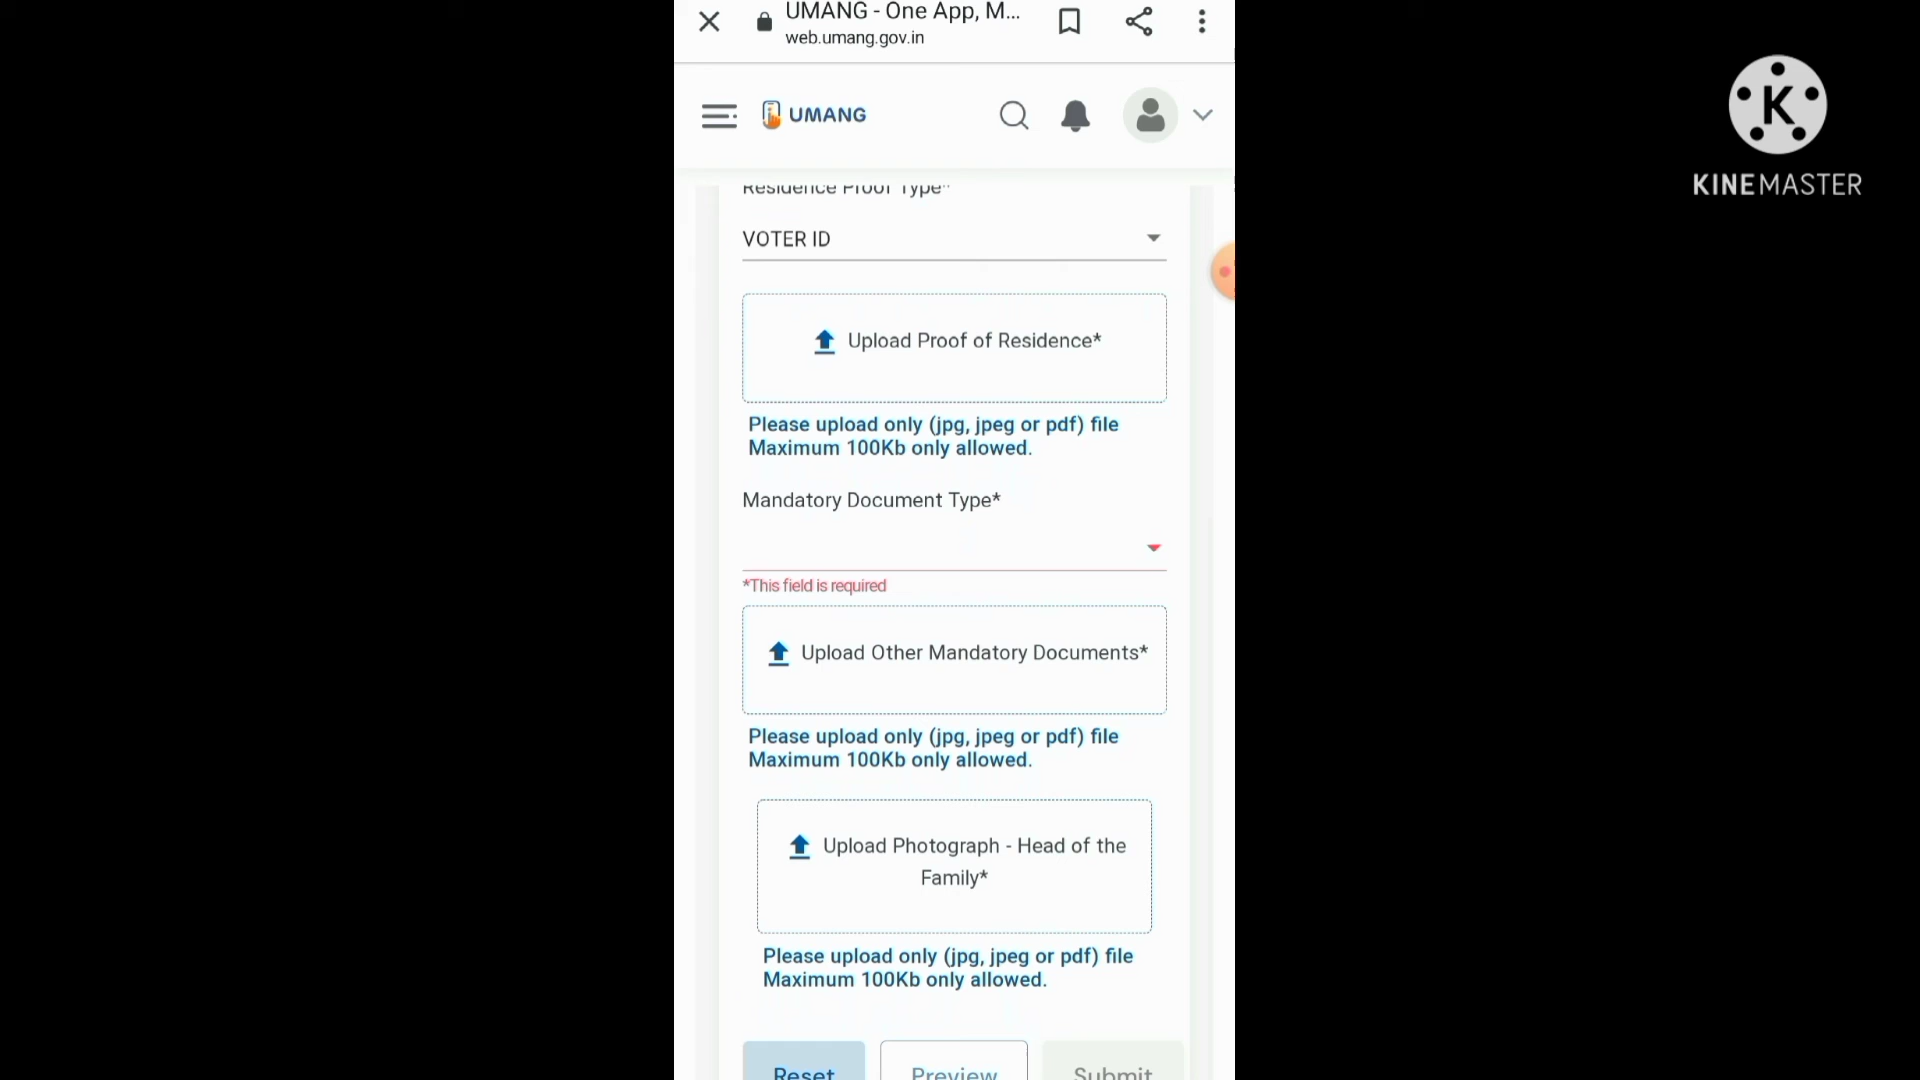 UMANG - One App, M...
web.umang.gov.in
UMANG
K
KINEMASTER
Residence Proof Type*
VOTER ID
Upload Proof of Residence*
Please upload only (jpg, jpeg or pdf) file
Maximum 100Kb only allowed.
Mandatory Document Type*
*This field is required
Upload Other Mandatory Documents*
Please upload only (jpg, jpeg or pdf) file
Maximum 100Kb only allowed.
Upload Photograph - Head of the
Family*
Please upload only (jpg, jpeg or pdf) file
Maximum 100Kb only allowed.
Reset
Preview
Submit